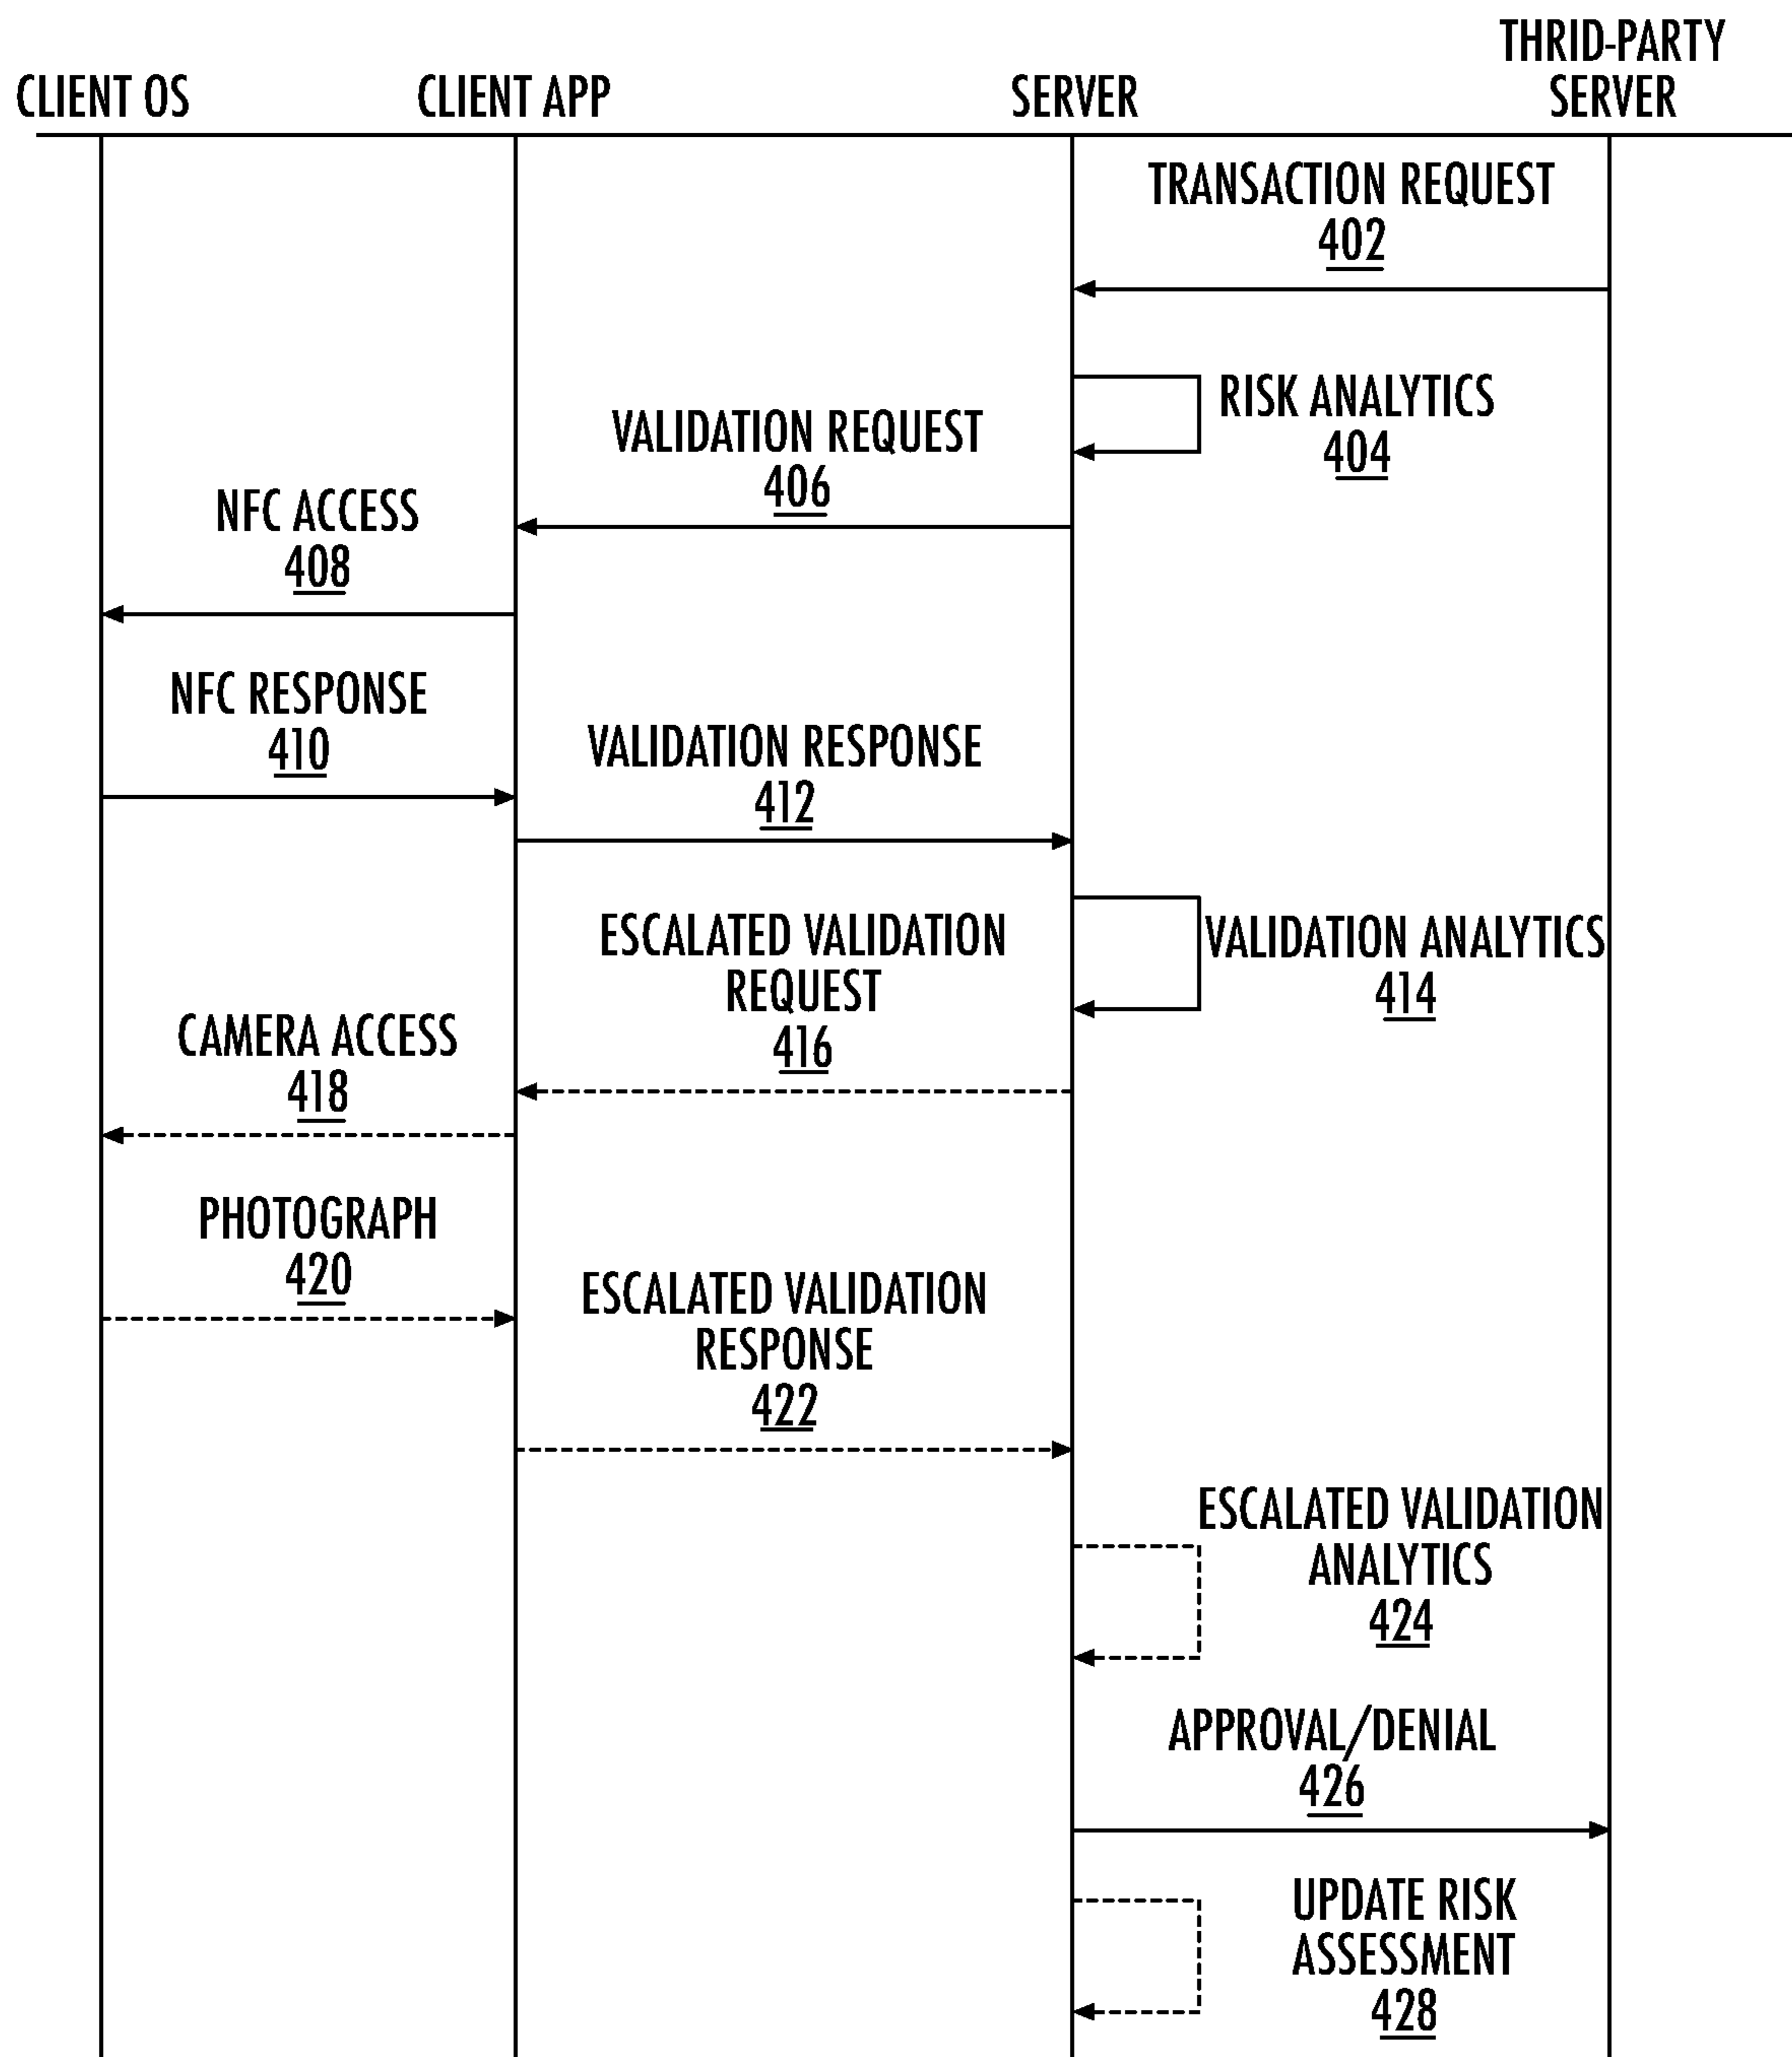 THRID-PARTY
CLIENT OS
CLIENT APP
SERVER
SERVER
TRANSACTION REQUEST
402
RISK ANALYTICS
404
VALIDATION REQUEST
406
NFC ACCESS
408
NFC RESPONSE
410
VALIDATION RESPONSE
412
VALIDATION ANALYTICS
414
ESCALATED VALIDATION
REQUEST
416
CAMERA ACCESS
418
PHOTOGRAPH
420
ESCALATED VALIDATION
RESPONSE
422
ESCALATED VALIDATION
ANALYTICS
424
APPROVAL/DENIAL
426
UPDATE RISK
ASSESSMENT
428